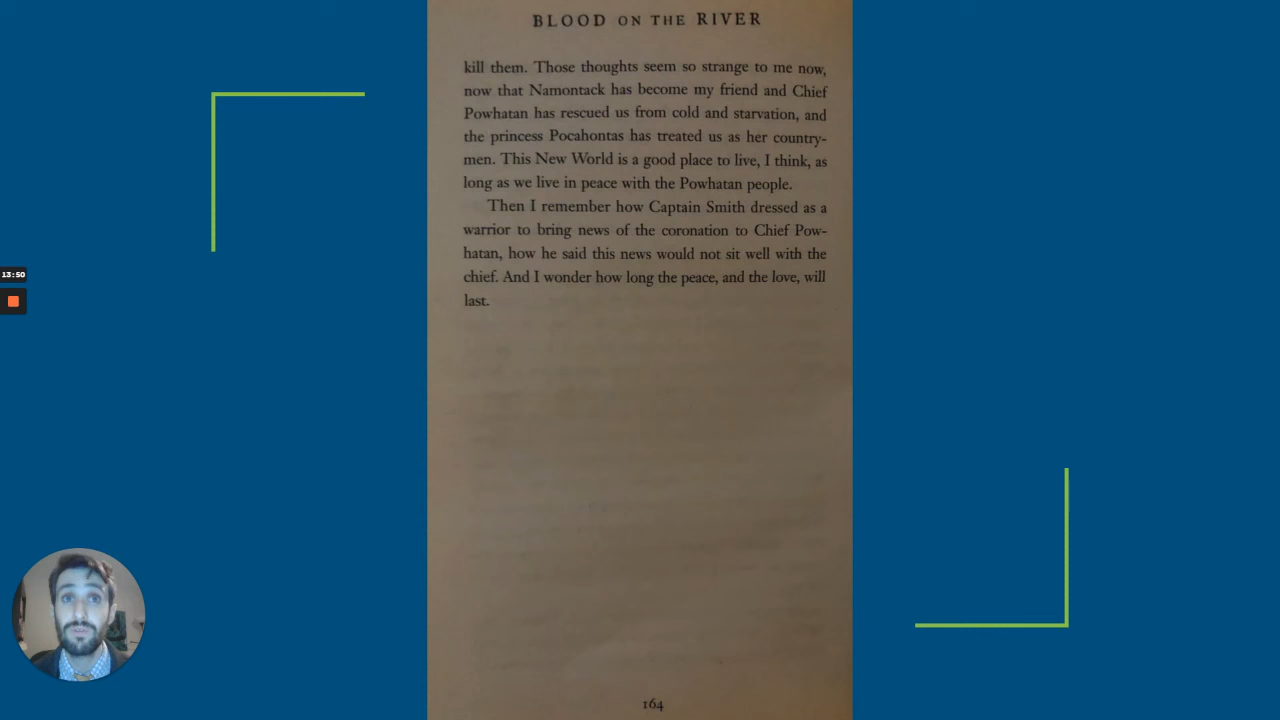 BLOOD ON THE RIVER
kill them. Those thoughts seem so strange to me now,
now that Namontack has become my friend and Chief
Powhatan has rescued us from cold and starvation, and
the princess Pocahontas has treated us as her country-
men. This New World is a good place to live, I think, as
long as we live in peace with the Powhatan people.
Then I remember how Captain Smith dressed as a
warrior to bring news of the coronation to Chief Pow-
hatan, how he said this news would not sit well with the
chief. And I wonder how long the peace, and the love, will
last.
13:50
164